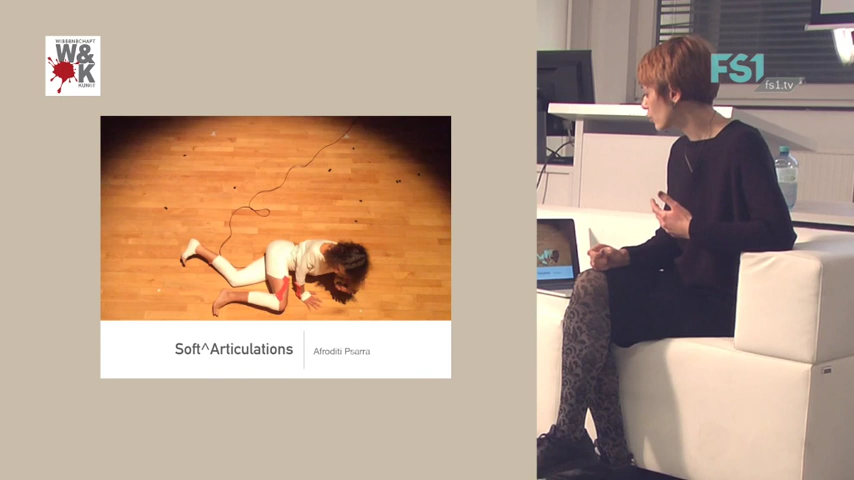 WISSENSCHAFT
W&
K
KUNST
FS1
fs1.tv
Soft^Articulations
Afroditi Psarra